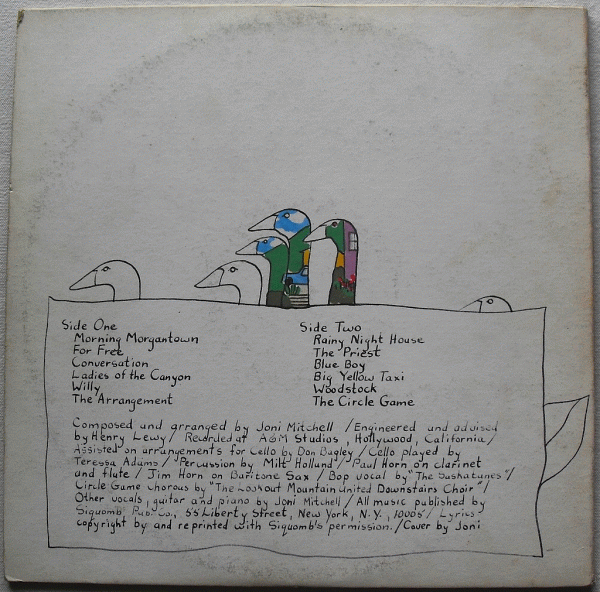 Side One
Morning Morgantown
For Free
Conversation
Ladies of the Canyon
Willy
The Arrangement
Side Two
Rainy Night House
The Priest
Blue Boy
Big Yellow Taxi
Woodstock
The Circle Game
Composed and arranged by Joni Mitchell / Engineered and advised
by Henry Lewy / Recorded at A&M Studios, Hollywood, California /
Assisted on arrangements for Cello by Don Bagley / Cello played by
Teressa Adams / Percussion by Milt Holland / Paul Horn on clarinet
and flute / Jim Horn on Baritone Sax / Bop vocal by "The Saskatunes" /
Circle Game chorous by "The Lookout Mountain United Downstairs Choir" /
Other vocals, guitar and piano by Joni Mitchell / All music published by
Siquomb Pub. Co., 55 Liberty Street, New York, N.Y., 10005 / Lyrics
copyright by and reprinted with Siquomb's permission. / Cover by Joni